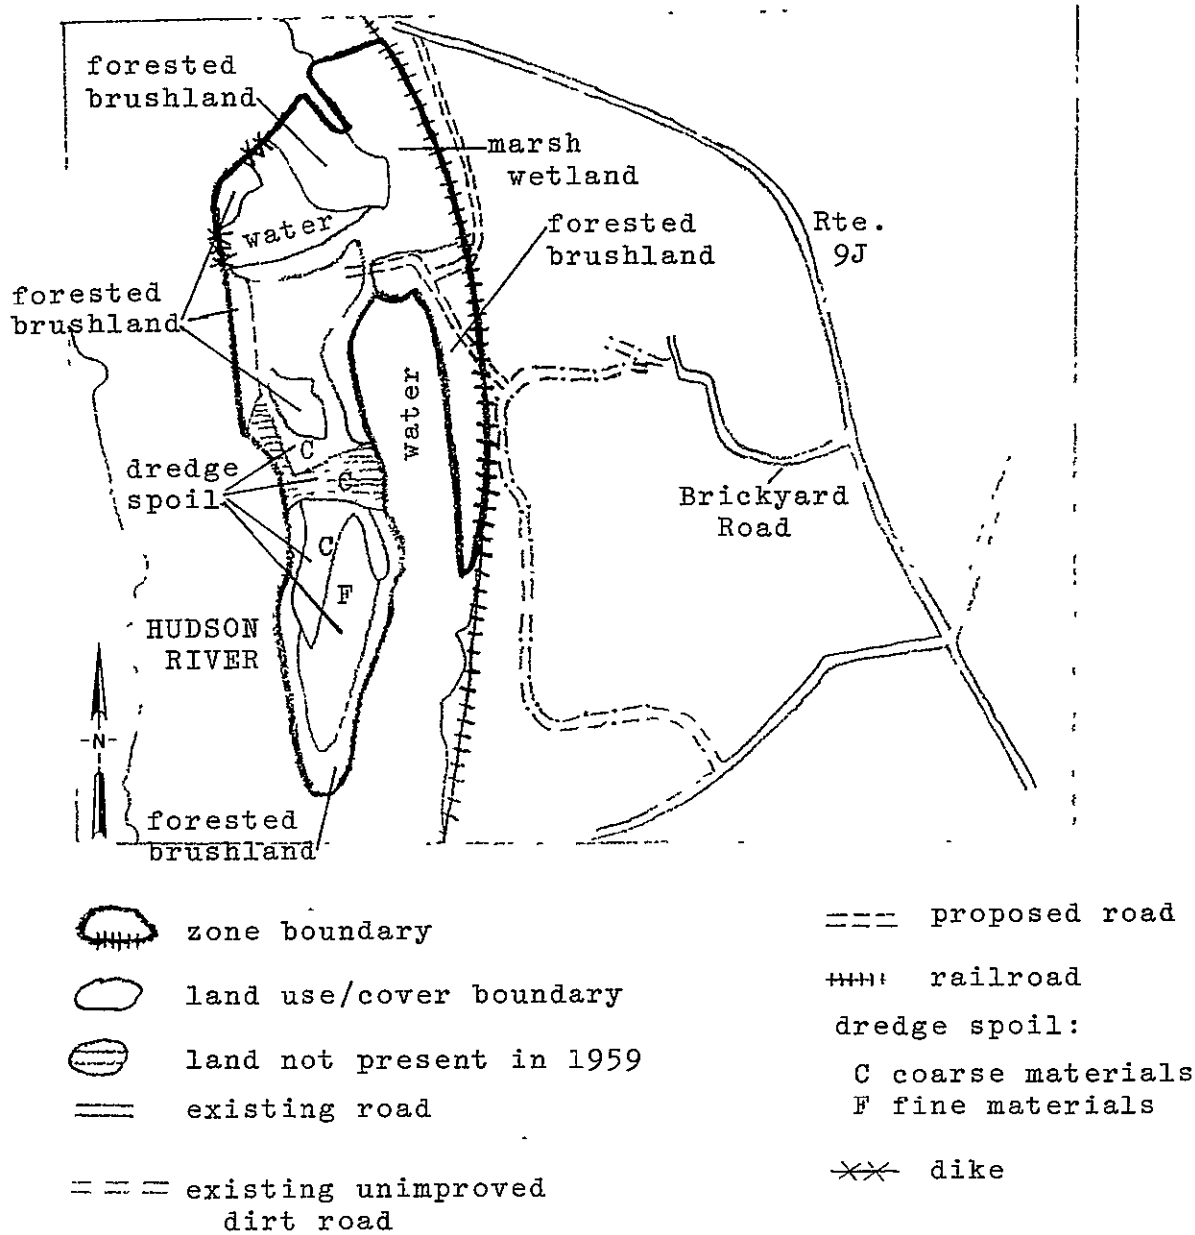 forested
brushland
marsh
wetland
forested
brushland
Rte.
9J
water
forested
brushland
water
C
dredge
spoil
C
Brickyard
Road
C
F
HUDSON
RIVER
-N-
forested
brushland
zone boundary
land use/cover boundary
land not present in 1959
existing road
existing unimproved
dirt road
proposed road
railroad
dredge spoil:
C coarse materials
F fine materials
dike